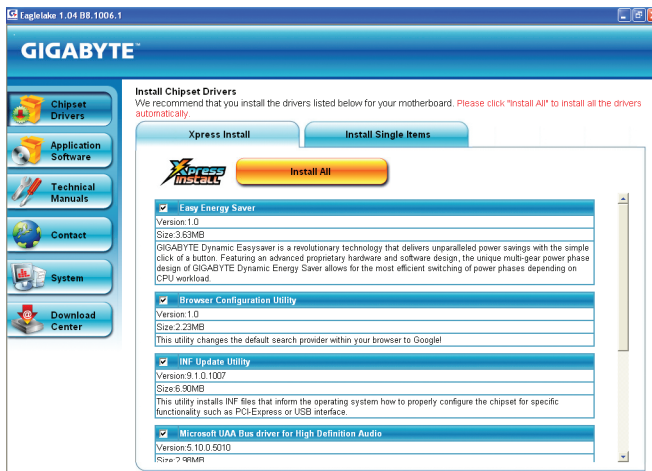 Eaglelake 1.04 B8.1006.1
GIGABYTE™
Chipset
Drivers
Application
Software
Technical
Manuals
Contact
System
Download
Center
Install Chipset Drivers
We recommend that you install the drivers listed below for your motherboard. Please click "Install All" to install all the drivers
automatically.
Xpress Install
Install Single Items
Xpress
INSTALL
Install All
Easy Energy Saver
Version:1.0
Size:3.63MB
GIGABYTE Dynamic Easysaver is a revolutionary technology that delivers unparalleled power savings with the simple
click of a button. Featuring an advanced proprietary hardware and software design, the unique multi-gear power phase
design of GIGABYTE Dynamic Energy Saver allows for the most efficient switching of power phases depending on
CPU workload.
Browser Configuration Utility
Version:1.0
Size:2.23MB
This utility changes the default search provider within your browser to Google!
INF Update Utility
Version:9.1.0.1007
Size:6.90MB
This utility installs INF files that inform the operating system how to properly configure the chipset for specific
functionality such as PCI-Express or USB interface.
Microsoft UAA Bus driver for High Definition Audio
Version:5.10.0.5010
Size:2.98MB